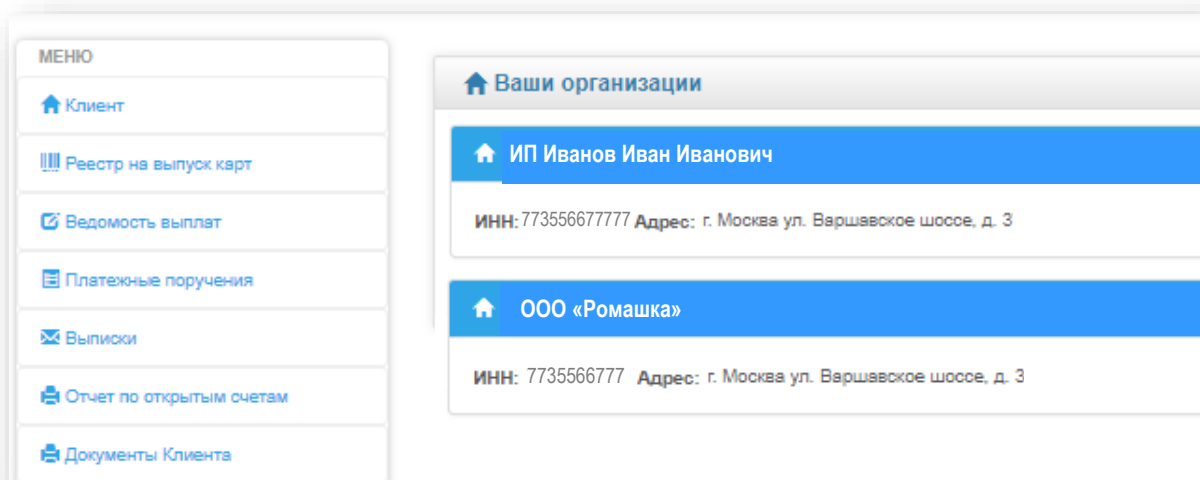 МЕНЮ
Клиент
Реестр на выпуск карт
Ведомость выплат
Платежные поручения
Выписки
Отчет по открытым счетам
Документы Клиента
Ваши организации
ИП Иванов Иван Иванович
ИНН: 773556677777 Адрес: г. Москва ул. Варшавское шоссе, д. 3
ООО «Ромашка»
ИНН: 7735566777 Адрес: г. Москва ул. Варшавское шоссе, д. 3